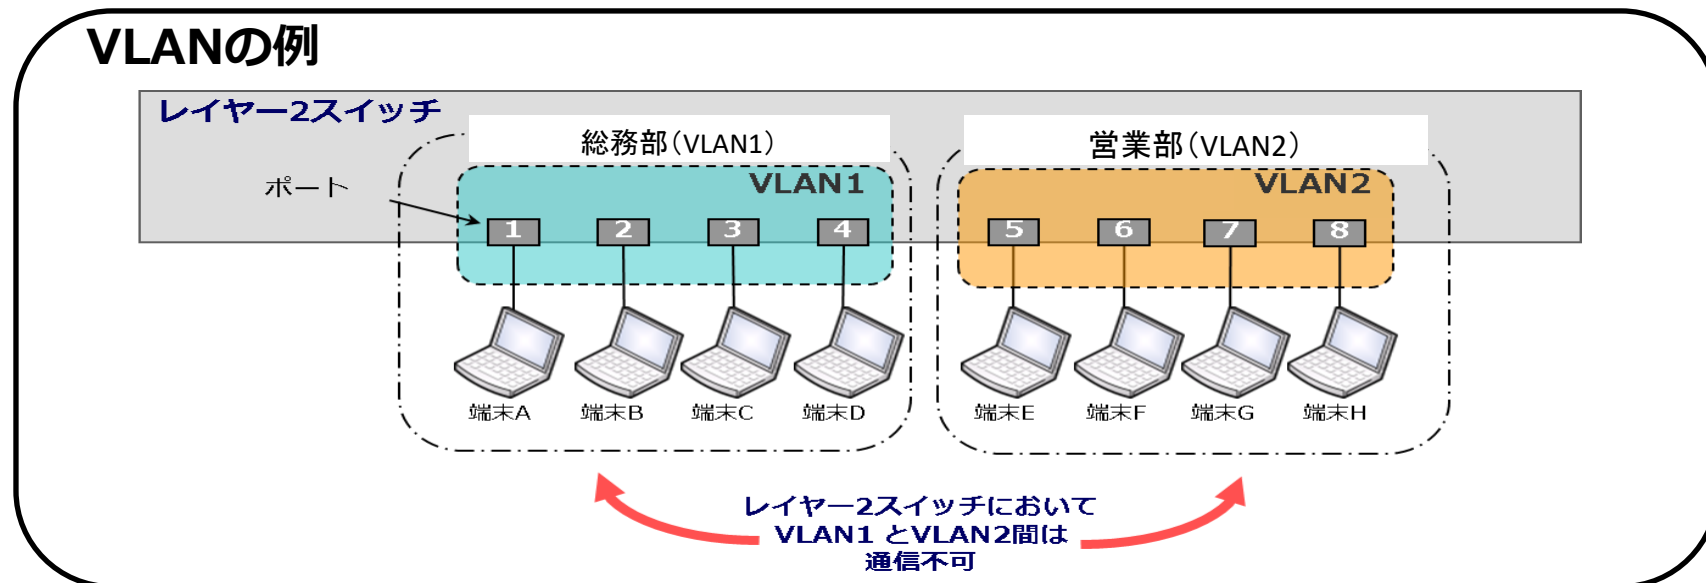 VLANの例
レイヤー2スイッチ
総務部（VLAN1）
営業部（VLAN2）
ポート
VLAN1
VLAN2
1 2 3 4 5 6 7 8
端末A 端末B 端末C 端末D 端末E 端末F 端末G 端末H
レイヤー2スイッチにおいて
VLAN1 とVLAN2間は
通信不可